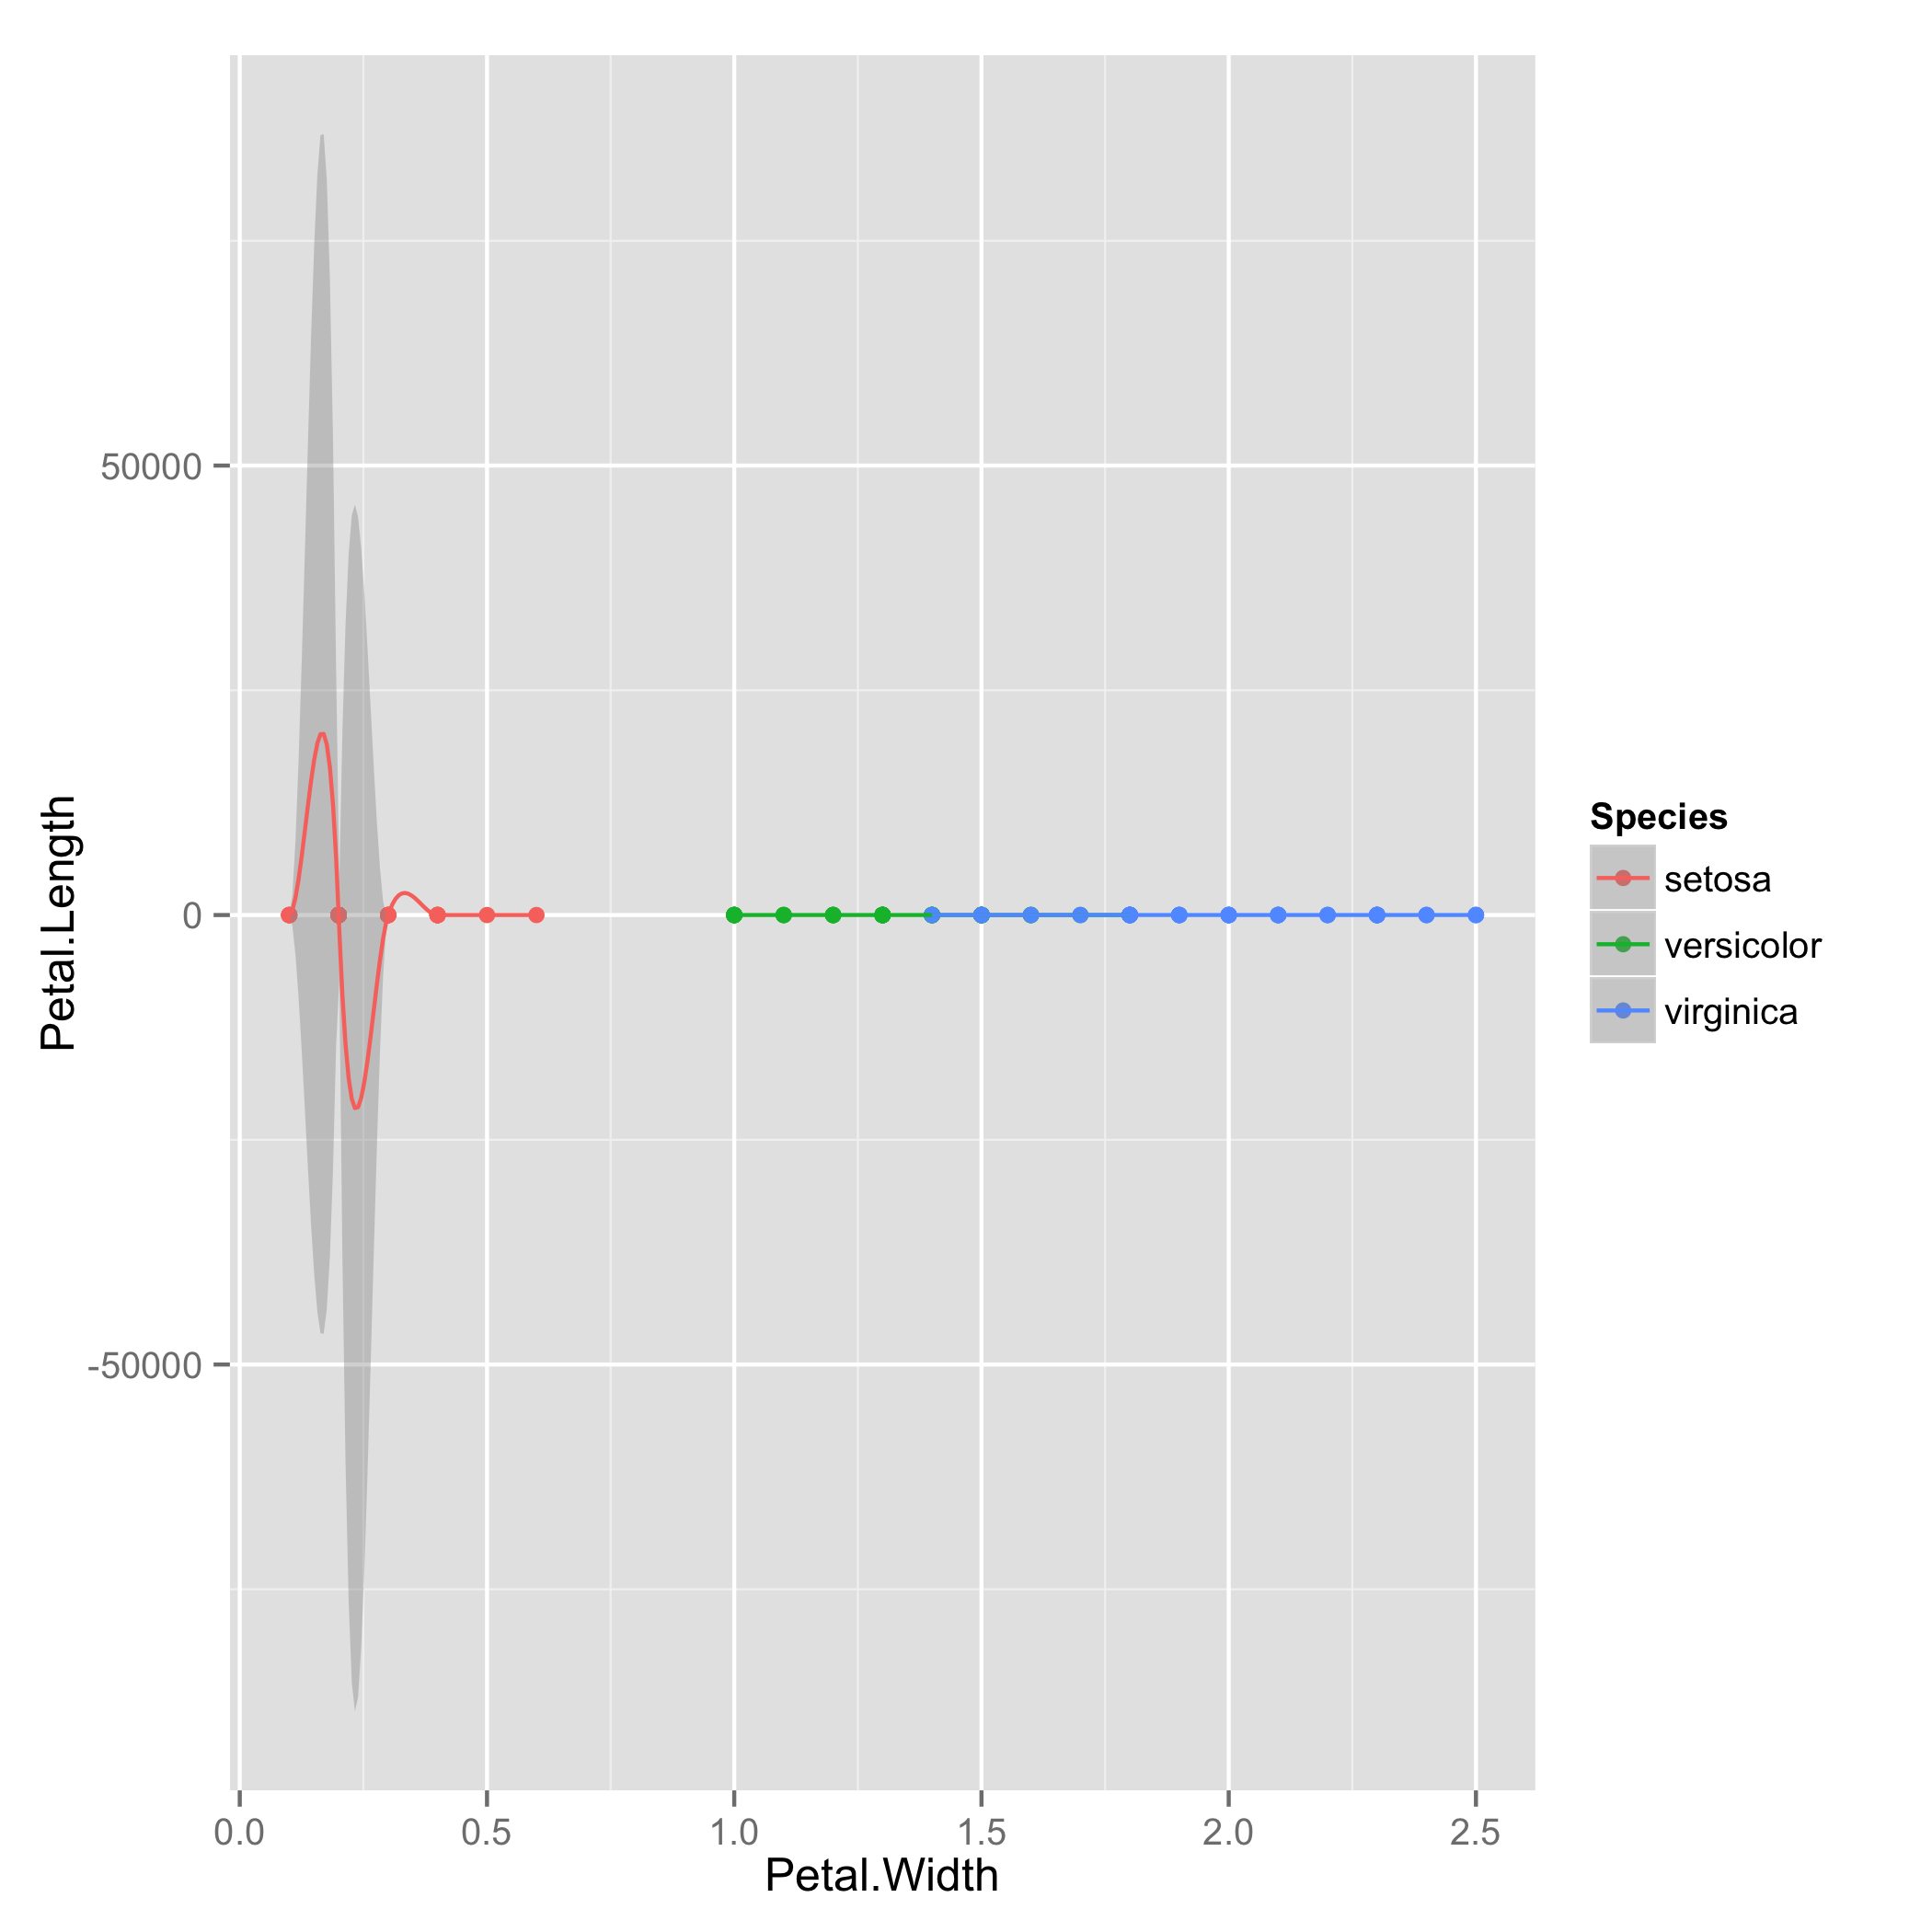 Petal.Length
50000
0
-50000
0.0 0.5 1.0 1.5 2.0 2.5
Petal.Width
Species
setosa
versicolor
virginica